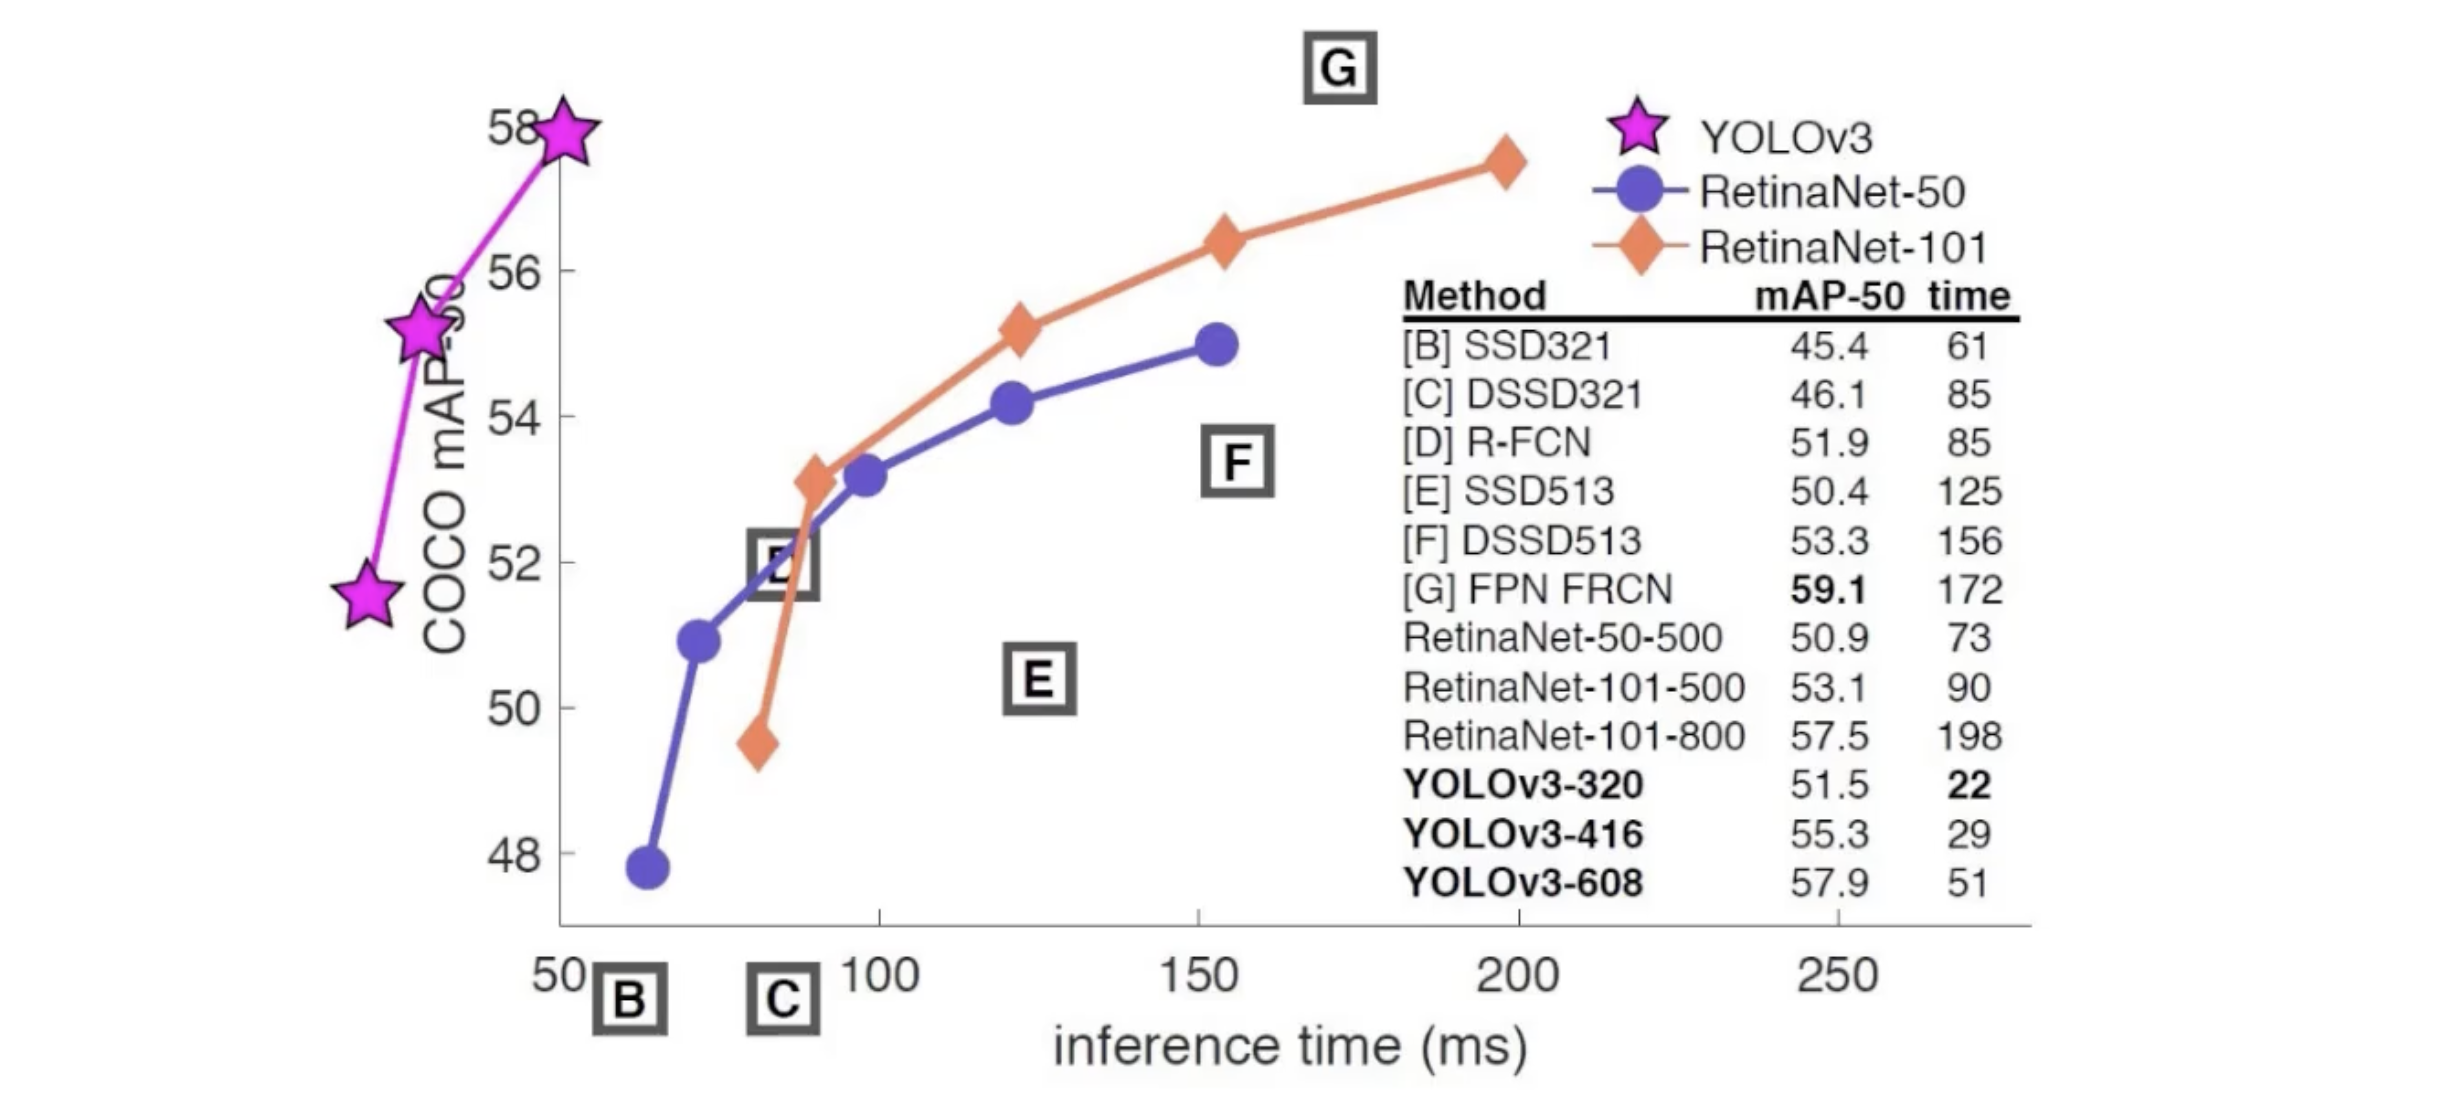 G
58
YOLOv3
RetinaNet-50
RetinaNet-101
56
COCO mAP-50
54
52
50
48
D
F
E
Method mAP-50 time
[B] SSD321 45.4 61
[C] DSSD321 46.1 85
[D] R-FCN 51.9 85
[E] SSD513 50.4 125
[F] DSSD513 53.3 156
[G] FPN FRCN 59.1 172
RetinaNet-50-500 50.9 73
RetinaNet-101-500 53.1 90
RetinaNet-101-800 57.5 198
YOLOv3-320 51.5 22
YOLOv3-416 55.3 29
YOLOv3-608 57.9 51
50 100 150 200 250
B C
inference time (ms)